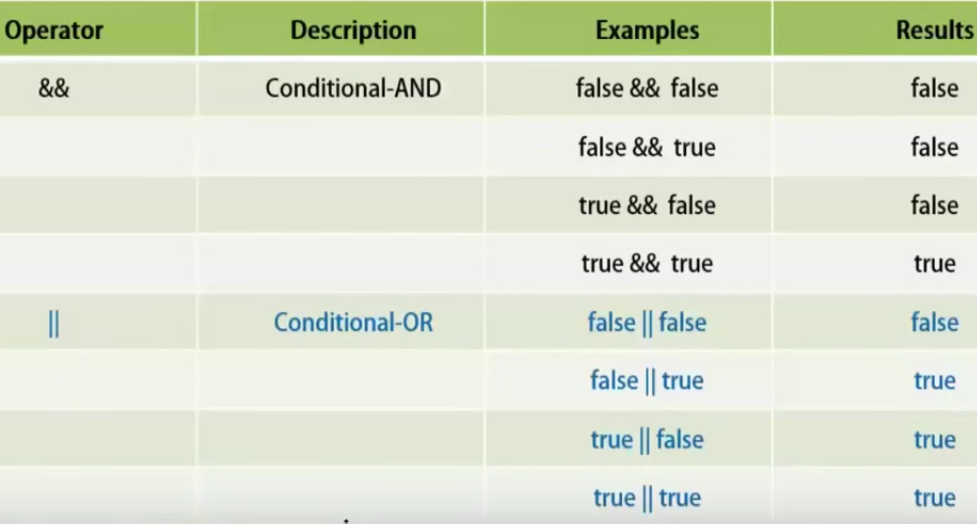 Operator Description Examples Results
&& Conditional-AND false && false false
false && true false
true && false false
true && true true
|| Conditional-OR false || false false
false || true true
true || false true
true || true true